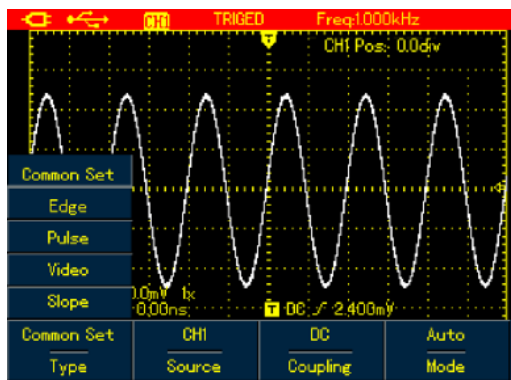 CH1 TRIGED Freq:1.000kHz
CH1 Pos: 0.0div
Common Set
Edge
Pulse
Video
Slope
0.0mV 1x
0.00ns
T DC 2.400mV
Common Set CH1 DC Auto
Type Source Coupling Mode